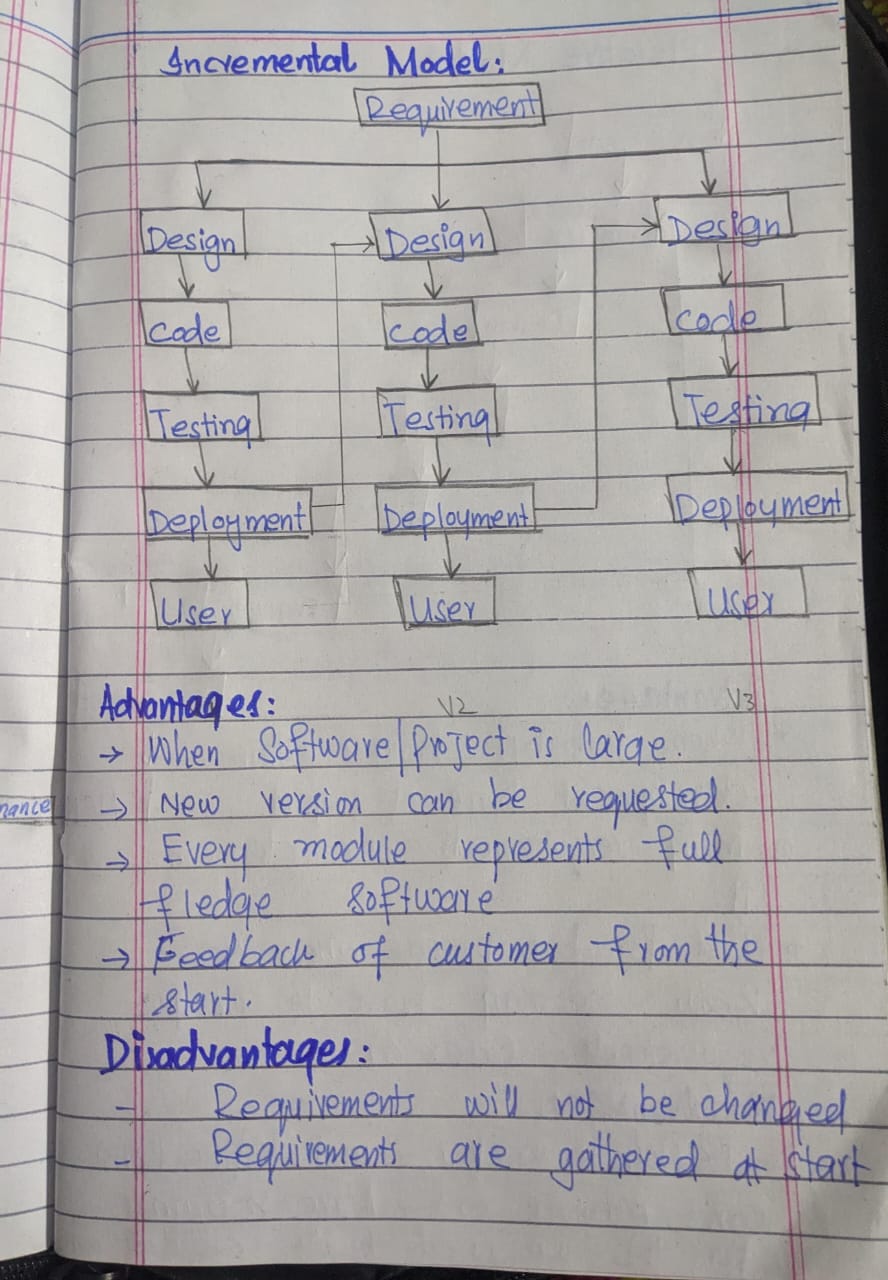 Incremental Model:
Requirement
Design Design Design
Code Code Code
Testing Testing Testing
Deployment Deployment Deployment
User User User
V2 V3
Advantages:
→ When Software/Project is large.
nance
→ New version can be requested.
→ Every module represents full
fledge software
→ Feedback of customer from the
start.
Disadvantages:
- Requirements will not be changed
- Requirements are gathered at start